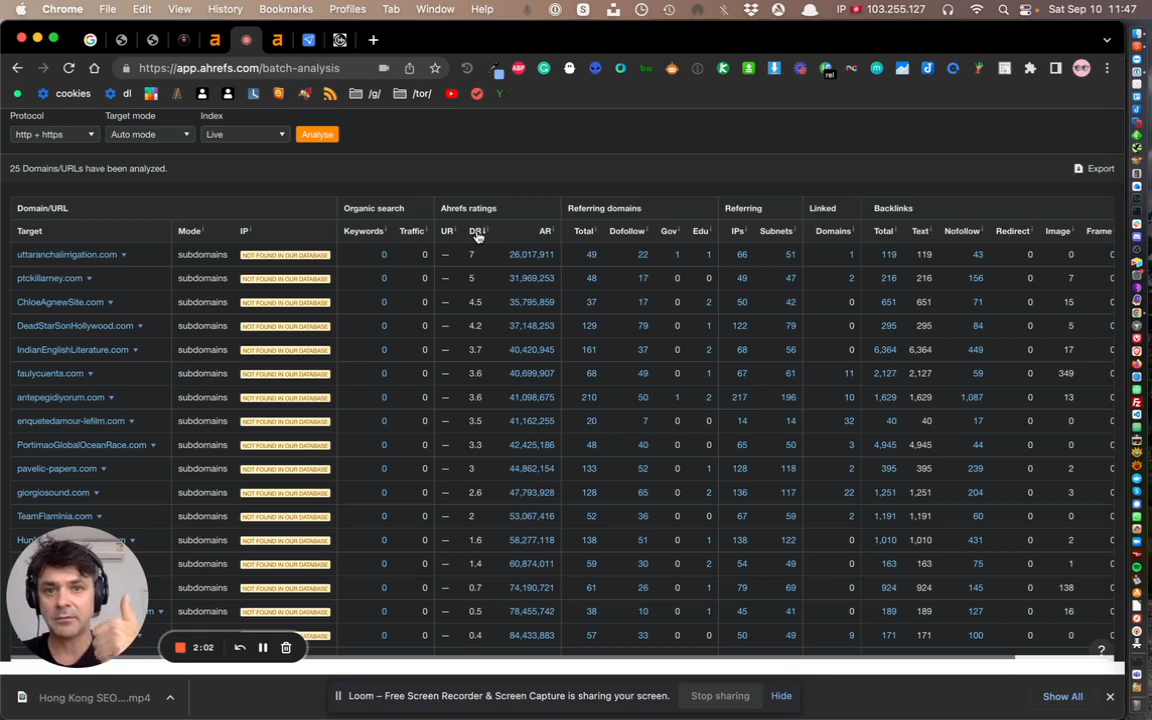 Chrome File Edit View History Bookmarks Profiles Tab Window Help IP 103.255.127 Sat Sep 10 11:47
https://app.ahrefs.com/batch-analysis
cookies dl /g/ /tor/
Protocol Target mode Index
http + https Auto mode Live Analyse
25 Domains/URLs have been analyzed. Export
Domain/URL Organic search Ahrefs ratings Referring domains Referring Linked Backlinks
Target Mode IP Keywords Traffic UR DR AR Total Dofollow Gov Edu IPs Subnets Domains Total Text Nofollow Redirect Image Frame
uttaranchalirrigation.com subdomains NOT FOUND IN OUR DATABASE 0 0 — 7 26,017,911 49 22 1 1 66 51 1 119 119 43 0 0
ptckillarney.com subdomains NOT FOUND IN OUR DATABASE 0 0 — 5 31,969,253 48 17 0 0 49 47 2 216 216 156 0 7
ChloeAgnewSite.com subdomains NOT FOUND IN OUR DATABASE 0 0 — 4.5 35,795,859 37 17 0 2 50 42 0 651 651 71 0 15
DeadStarSonHollywood.com subdomains NOT FOUND IN OUR DATABASE 0 0 — 4.2 37,148,253 129 79 0 1 122 79 0 295 295 84 0 5
IndianEnglishLiterature.com subdomains NOT FOUND IN OUR DATABASE 0 0 — 3.7 40,420,945 161 37 0 2 68 56 0 6,364 6,364 449 0 17
faulycuenta.com subdomains NOT FOUND IN OUR DATABASE 0 0 — 3.6 40,699,907 68 49 0 1 67 61 11 2,127 2,127 59 0 349
antepegidiyorum.com subdomains NOT FOUND IN OUR DATABASE 0 0 — 3.6 41,098,675 210 50 1 2 217 196 10 1,629 1,629 1,087 0 13
enquetedamour-lefilm.com subdomains NOT FOUND IN OUR DATABASE 0 0 — 3.5 41,162,255 20 7 0 0 14 14 32 40 40 17 0 0
PortimaoGlobalOceanRace.com subdomains NOT FOUND IN OUR DATABASE 0 0 — 3.3 42,425,186 48 40 0 0 65 50 3 4,945 4,945 44 0 0
pavelic-papers.com subdomains NOT FOUND IN OUR DATABASE 0 0 — 3 44,862,154 133 52 0 1 128 118 2 395 395 239 0 2
giorgiosound.com subdomains NOT FOUND IN OUR DATABASE 0 0 — 2.6 47,793,928 128 65 0 2 136 117 22 1,251 1,251 204 0 3
TeamFlamInia.com subdomains NOT FOUND IN OUR DATABASE 0 0 — 2 53,067,416 52 36 0 0 67 59 2 1,191 1,191 60 0 0
subdomains NOT FOUND IN OUR DATABASE 0 0 — 1.6 58,277,118 138 51 0 1 138 122 0 1,010 1,010 431 0 2
subdomains NOT FOUND IN OUR DATABASE 0 0 — 1.4 60,874,011 59 30 0 2 54 49 0 163 163 75 0 1
subdomains NOT FOUND IN OUR DATABASE 0 0 — 0.7 74,190,721 61 26 0 1 79 69 0 924 924 145 0 138
subdomains NOT FOUND IN OUR DATABASE 0 0 — 0.5 78,455,742 38 10 0 2 45 41 0 189 189 127 0 16
subdomains NOT FOUND IN OUR DATABASE 0 0 — 0.4 84,433,883 57 33 0 1 50 49 9 171 171 100 0 0
2:02
Hong Kong SEO....mp4 Loom – Free Screen Recorder & Screen Capture is sharing your screen. Stop sharing Hide Show All